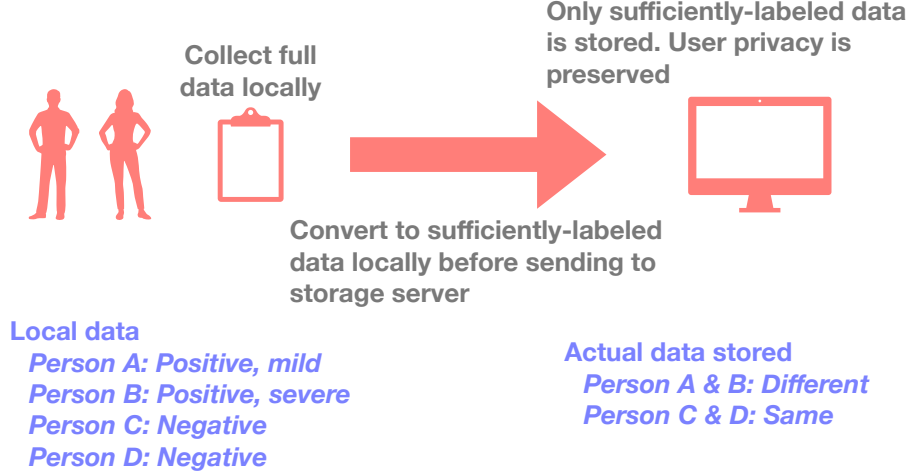 Collect full
data locally
Only sufficiently-labeled data
is stored. User privacy is
preserved
Convert to sufficiently-labeled
data locally before sending to
storage server
Local data
Person A: Positive, mild
Person B: Positive, severe
Person C: Negative
Person D: Negative
Actual data stored
Person A & B: Different
Person C & D: Same